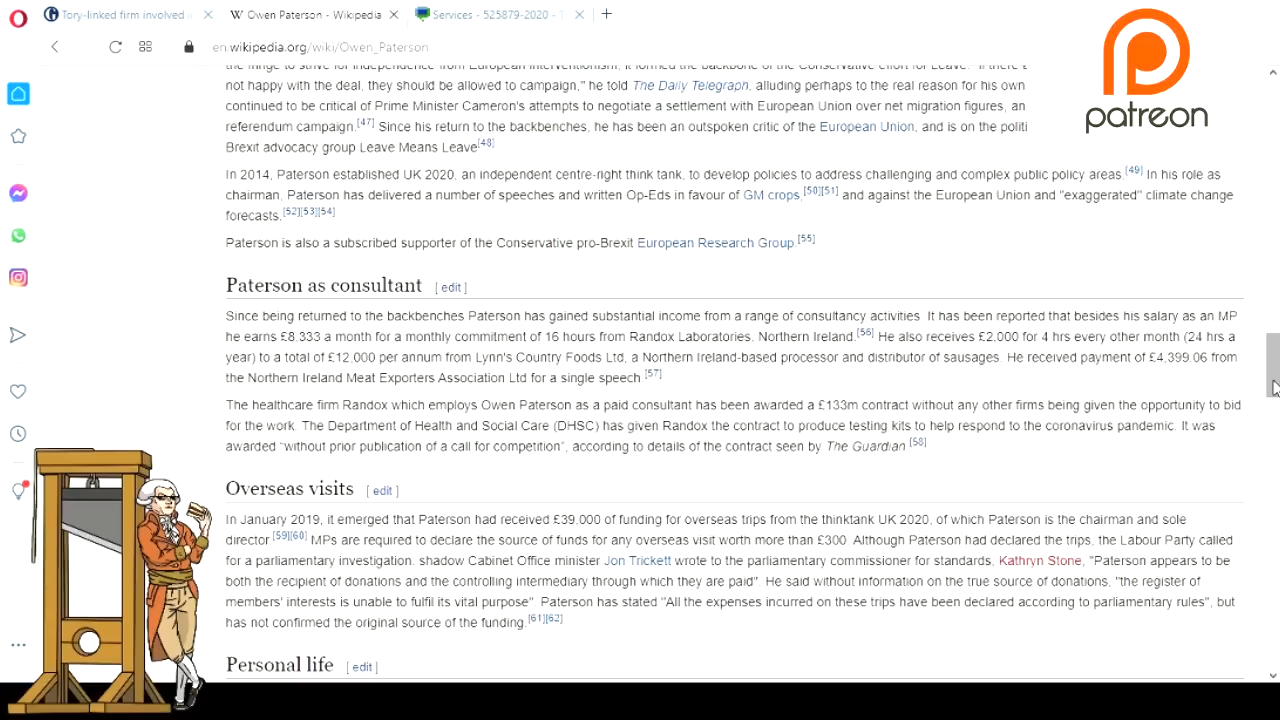 Tory-linked firm involved
Owen Paterson - Wikipedia
Services - 525879-2020 -
en.wikipedia.org/wiki/Owen_Paterson
patreon
the fringe to strive for independence from European interventionism, it formed the backbone of the Conservative effort for Leave. "If there's
not happy with the deal, they should be allowed to campaign," he told The Daily Telegraph, alluding perhaps to the real reason for his own
continued to be critical of Prime Minister Cameron's attempts to negotiate a settlement with European Union over net migration figures, an
referendum campaign.[47] Since his return to the backbenches, he has been an outspoken critic of the European Union, and is on the politi
Brexit advocacy group Leave Means Leave[48]
In 2014, Paterson established UK 2020, an independent centre-right think tank, to develop policies to address challenging and complex public policy areas.[49] In his role as
chairman, Paterson has delivered a number of speeches and written Op-Eds in favour of GM crops,[50][51] and against the European Union and "exaggerated" climate change
forecasts.[52][53][54]
Paterson is also a subscribed supporter of the Conservative pro-Brexit European Research Group.[55]
Paterson as consultant [ edit ]
Since being returned to the backbenches Paterson has gained substantial income from a range of consultancy activities. It has been reported that besides his salary as an MP
he earns £8,333 a month for a monthly commitment of 16 hours from Randox Laboratories, Northern Ireland.[56] He also receives £2,000 for 4 hrs every other month (24 hrs a
year) to a total of £12,000 per annum from Lynn's Country Foods Ltd, a Northern Ireland-based processor and distributor of sausages. He received payment of £4,399.06 from
the Northern Ireland Meat Exporters Association Ltd for a single speech.[57]
The healthcare firm Randox which employs Owen Paterson as a paid consultant has been awarded a £133m contract without any other firms being given the opportunity to bid
for the work. The Department of Health and Social Care (DHSC) has given Randox the contract to produce testing kits to help respond to the coronavirus pandemic. It was
awarded “without prior publication of a call for competition”, according to details of the contract seen by The Guardian.[58]
Overseas visits [ edit ]
In January 2019, it emerged that Paterson had received £39,000 of funding for overseas trips from the thinktank UK 2020, of which Paterson is the chairman and sole
director.[59][60] MPs are required to declare the source of funds for any overseas visit worth more than £300. Although Paterson had declared the trips, the Labour Party called
for a parliamentary investigation. shadow Cabinet Office minister Jon Trickett wrote to the parliamentary commissioner for standards, Kathryn Stone, "Paterson appears to be
both the recipient of donations and the controlling intermediary through which they are paid". He said without information on the true source of donations, "the register of
members' interests is unable to fulfil its vital purpose". Paterson has stated "All the expenses incurred on these trips have been declared according to parliamentary rules", but
has not confirmed the original source of the funding.[61][62]
Personal life [ edit ]